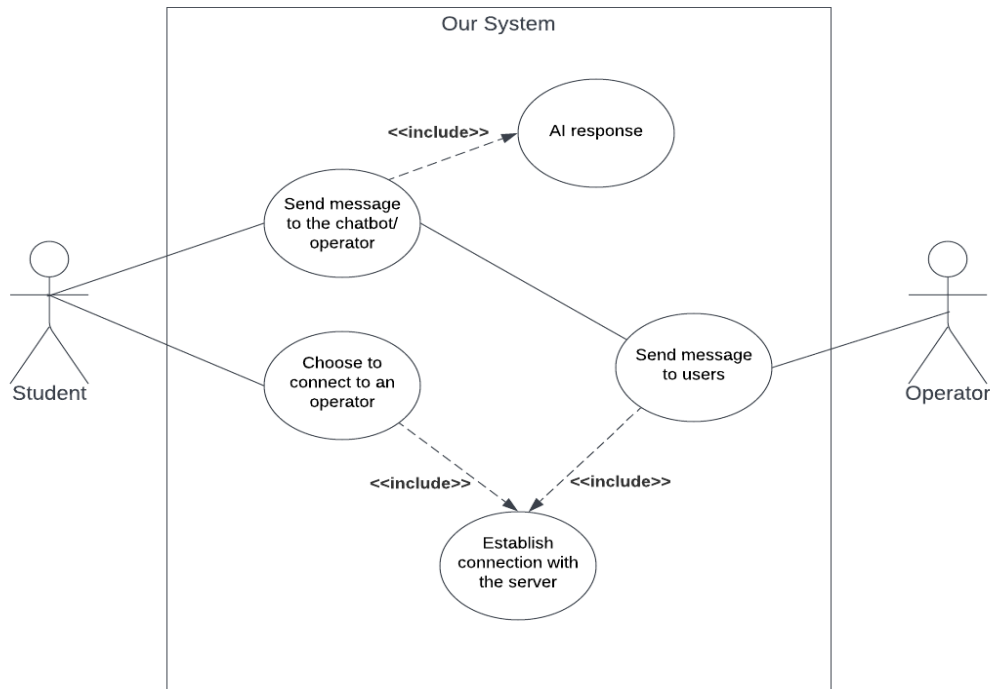 Our System
<<include>>
AI response
Send message
to the chatbot/
operator
Student
Choose to
connect to an
operator
Send message
to users
Operator
<<include>>
<<include>>
Establish
connection with
the server